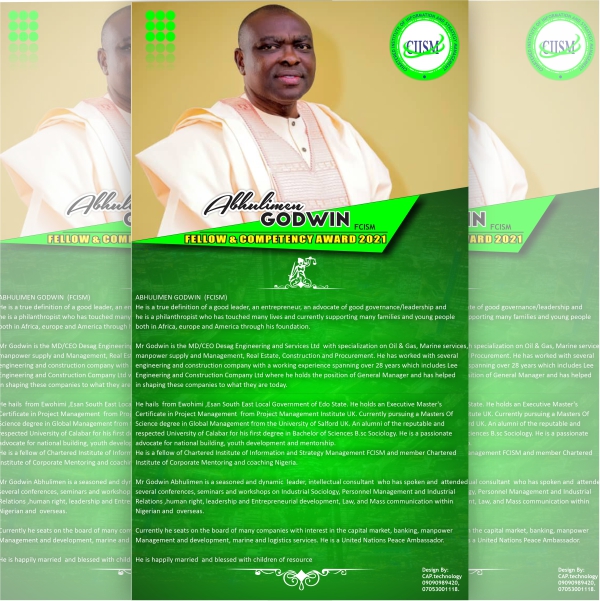 CHARTERED INSTITUTE OF INFORMATION AND STRATEGY MANAGEMENT
CIISM
Abhulimen
GODWIN
FCISM
FELLOW & COMPETENCY AWARD 2021
ABHULIMEN GODWIN (FCISM)
He is a true definition of a good leader, an entrepreneur, an advocate of good governance/leadership and
he is a philanthropist who has touched many lives and currently supporting many families and young people
both in Africa, europe and America through his foundation.
Mr Godwin is the MD/CEO Desag Engineering and Services Ltd with specialization on Oil & Gas, Marine services,
manpower supply and Management, Real Estate, Construction and Procurement. He has worked with several
engineering and construction company with a working experience spanning over 28 years which includes Lee
Engineering and Construction Company Ltd where he holds the position of General Manager and has helped
in shaping these companies to what they are today.
He hails from Ewohimi ,Esan South East Local Government of Edo State. He holds an Executive Master's
Certificate in Project Management from Project Management Institute UK. Currently pursuing a Masters Of
Science degree in Global Management from the University of Salford UK. An alumni of the reputable and
respected University of Calabar for his first degree in Bachelor of Sciences B.sc Sociology. He is a passionate
advocate for national building, youth development and mentorship.
He is a fellow of Chartered Institute of Information and Strategy Management FCISM and member Chartered
Institute of Corporate Mentoring and coaching Nigeria.
Mr Godwin Abhulimen is a seasoned and dynamic leader, intellectual consultant who has spoken and attended
several conferences, seminars and workshops on Industrial Sociology, Personnel Management and Industrial
Relations ,human right, leadership and Entrepreneurial development, Law, and Mass communication within
Nigerian and overseas.
Currently he seats on the board of many companies with interest in the capital market, banking, manpower
Management and development, marine and logistics services. He is a United Nations Peace Ambassador.
He is happily married and blessed with children of resource
Design By:
CAP.technology
09090989420,
07053001118.